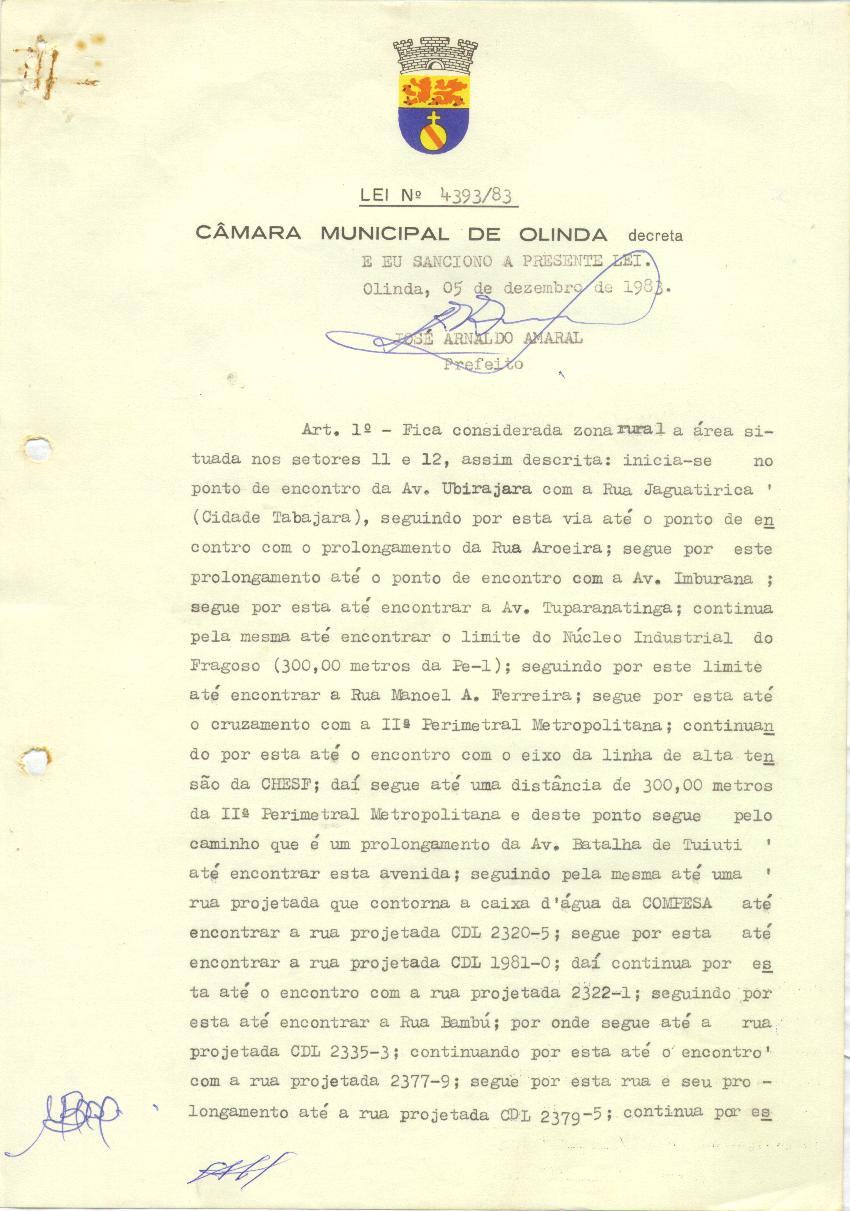 LEI Nº 4393/83
CÂMARA MUNICIPAL DE OLINDA decreta
E EU SANCIONO A PRESENTE LEI.
Olinda, 05 de dezembro de 1983.
JOSÉ ARNALDO AMARAL
Prefeito
Art. 1º - Fica considerada zona rural a área si-
tuada nos setores 11 e 12, assim descrita: inicia-se no
ponto de encontro da Av. Ubirajara com a Rua Jaguatirica '
(Cidade Tabajara), seguindo por esta via até o ponto de en
contro com o prolongamento da Rua Aroeira; segue por este
prolongamento até o ponto de encontro com a Av. Imburana ;
segue por esta até encontrar a Av. Tuparanatinga; continua
pela mesma até encontrar o limite do Núcleo Industrial do
Fragoso (300,00 metros da Pe-1); seguindo por este limite
até encontrar a Rua Manoel A. Ferreira; segue por esta até
o cruzamento com a IIª Perimetral Metropolitana; continuan
do por esta até o encontro com o eixo da linha de alta ten
são da CHESF; daí segue até uma distância de 300,00 metros
da IIª Perimetral Metropolitana e deste ponto segue pelo
caminho que é um prolongamento da Av. Batalha de Tuiuti '
até encontrar esta avenida; seguindo pela mesma até uma '
rua projetada que contorna a caixa d'água da COMPESA até
encontrar a rua projetada CDL 2320-5; segue por esta até
encontrar a rua projetada CDL 1981-0; daí continua por es
ta até o encontro com a rua projetada 2322-1; seguindo por
esta até encontrar a Rua Bambú; por onde segue até a rua
projetada CDL 2335-3; continuando por esta até o encontro'
com a rua projetada 2377-9; segue por esta rua e seu pro -
longamento até a rua projetada CDL 2379-5; continua por es